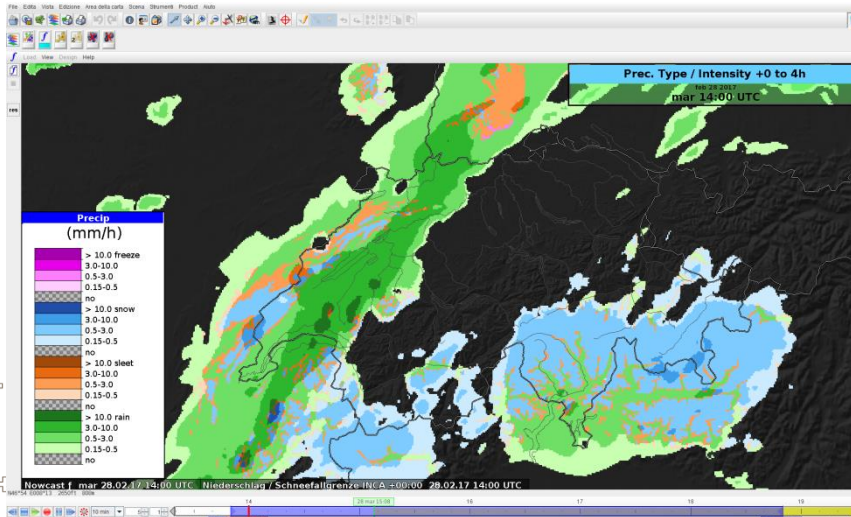 File Edita Vista Edizione Area della carta Scena Strumenti Product Aiuto
Load View Design Help
Prec. Type / Intensity +0 to 4h
feb 28 2017
mar 14:00 UTC
Precip
(mm/h)
> 10.0 freeze
3.0-10.0
0.5-3.0
0.15-0.5
no
> 10.0 snow
3.0-10.0
0.5-3.0
0.15-0.5
no
> 10.0 sleet
3.0-10.0
0.5-3.0
0.15-0.5
no
> 10.0 rain
3.0-10.0
0.5-3.0
0.15-0.5
no
Nowcast f mar 28.02.17 14:00 UTC Niederschlag / Schneefallgrenze INCA +00:00 28.02.17 14:00 UTC
14 16 17 18 19
10 min